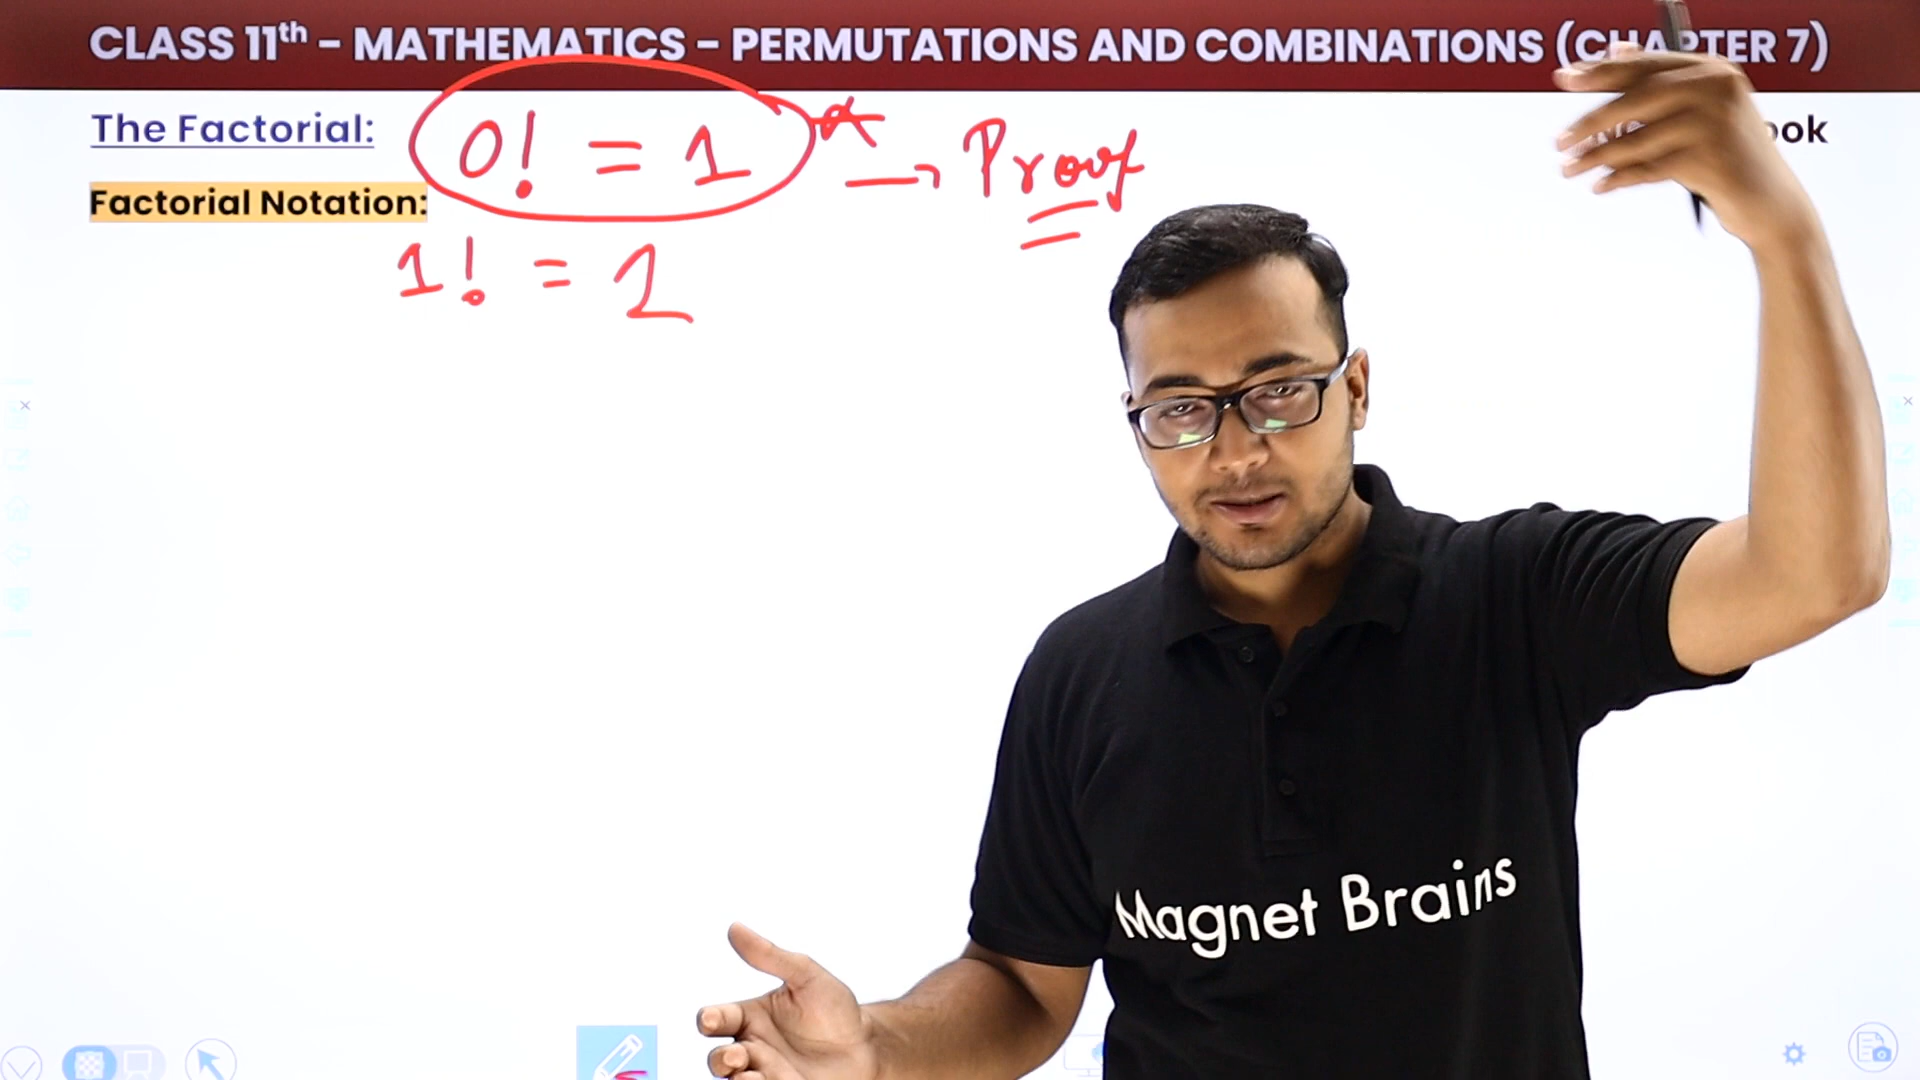 CLASS 11th – MATHEMATICS – PERMUTATIONS AND COMBINATIONS (CHAPTER 7)
The Factorial:
0! = 1
→ Proof
ook
Factorial Notation:
1! = 1
Magnet Brains